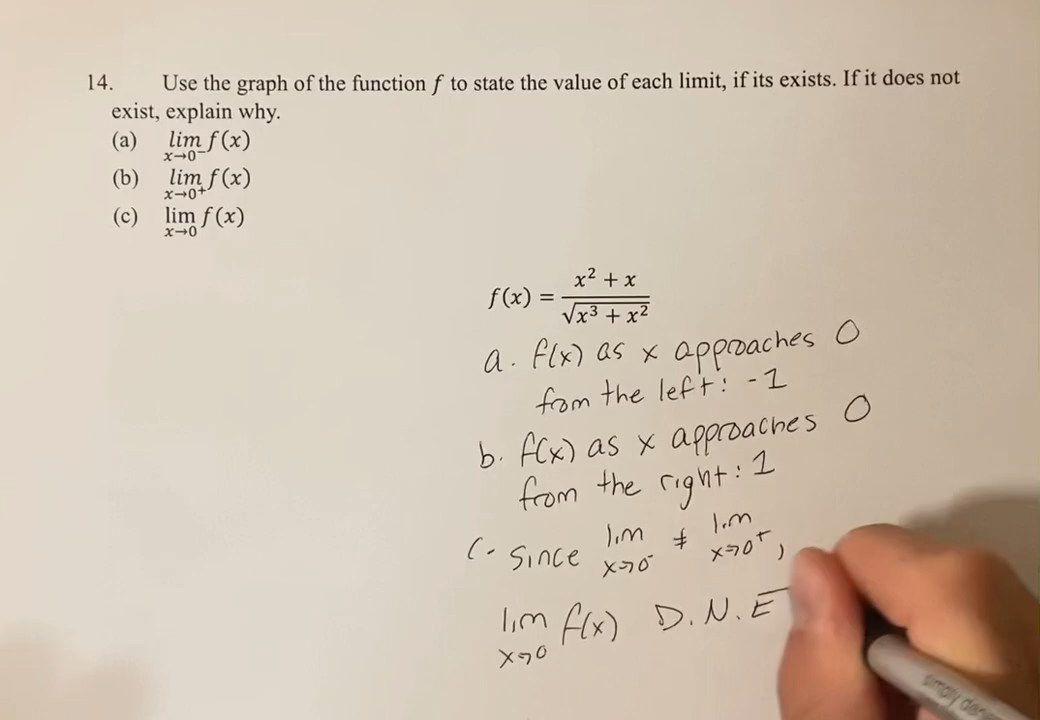 14. Use the graph of the function f to state the value of each limit, if its exists. If it does not
exist, explain why.
(a) lim f(x)
x→0⁻
(b) lim f(x)
x→0⁺
(c) lim f(x)
x→0
f(x) = (x² + x) / √(x³ + x²)
a. f(x) as x approaches 0
from the left: -1
b. f(x) as x approaches 0
from the right: 1
c. Since lim x→0⁻ ≠ lim x→0⁺,
lim f(x) D.N.E
x→0
simply